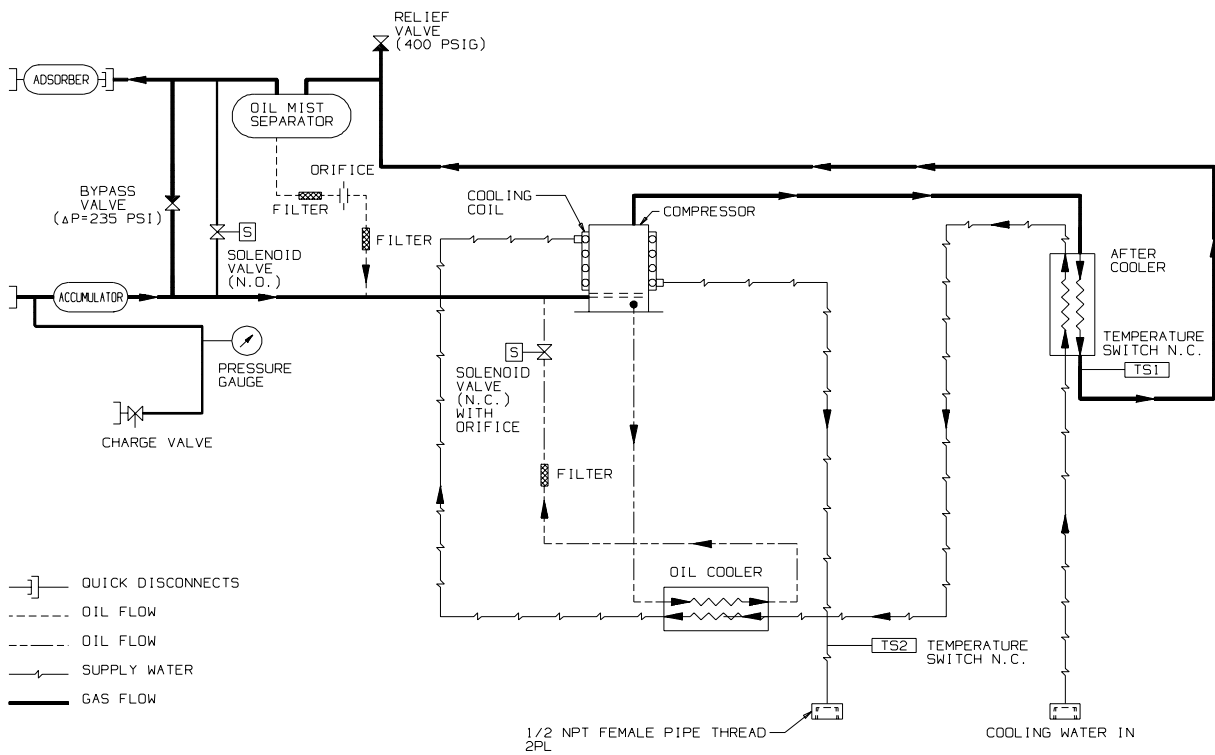 RELIEF
VALVE
(400 PSIG)
ADSORBER
OIL MIST
SEPARATOR
ORIFICE
BYPASS
VALVE
(△P=235 PSI)
FILTER
COOLING
COIL
COMPRESSOR
S
FILTER
SOLENOID
VALVE
(N.O.)
AFTER
COOLER
ACCUMULATOR
TEMPERATURE
SWITCH N.C.
TS1
PRESSURE
GAUGE
S
SOLENOID
VALVE
(N.C.)
WITH
ORIFICE
CHARGE VALVE
FILTER
OIL COOLER
QUICK DISCONNECTS
OIL FLOW
OIL FLOW
SUPPLY WATER
GAS FLOW
TS2
TEMPERATURE
SWITCH N.C.
1/2 NPT FEMALE PIPE THREAD
2PL
COOLING WATER IN